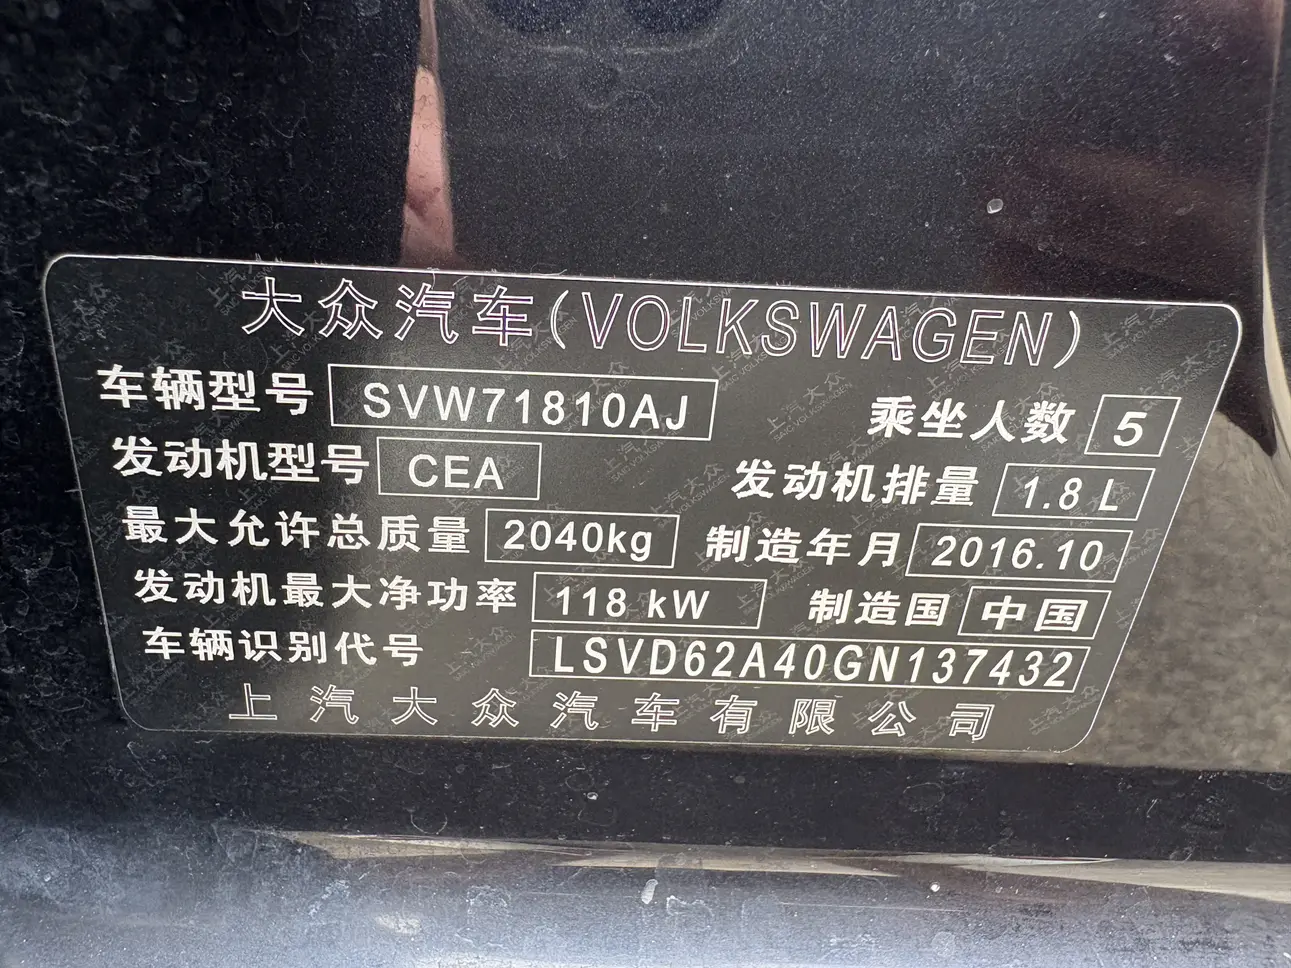 大众汽车(VOLKSWAGEN)
车辆型号 SVW71810AJ 乘坐人数 5
发动机型号 CEA 发动机排量 1.8 L
最大允许总质量 2040kg 制造年月 2016.10
发动机最大净功率 118 kW 制造国 中国
车辆识别代号 LSVD62A40GN137432
上汽大众汽车有限公司